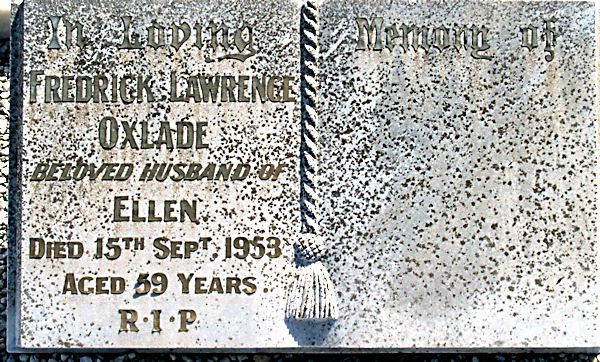 In Loving Memory of
FREDRICK LAWRENCE
OXLADE
BELOVED HUSBAND OF
ELLEN
DIED 15TH SEPT. 1953
AGED 59 YEARS.
R·I·P